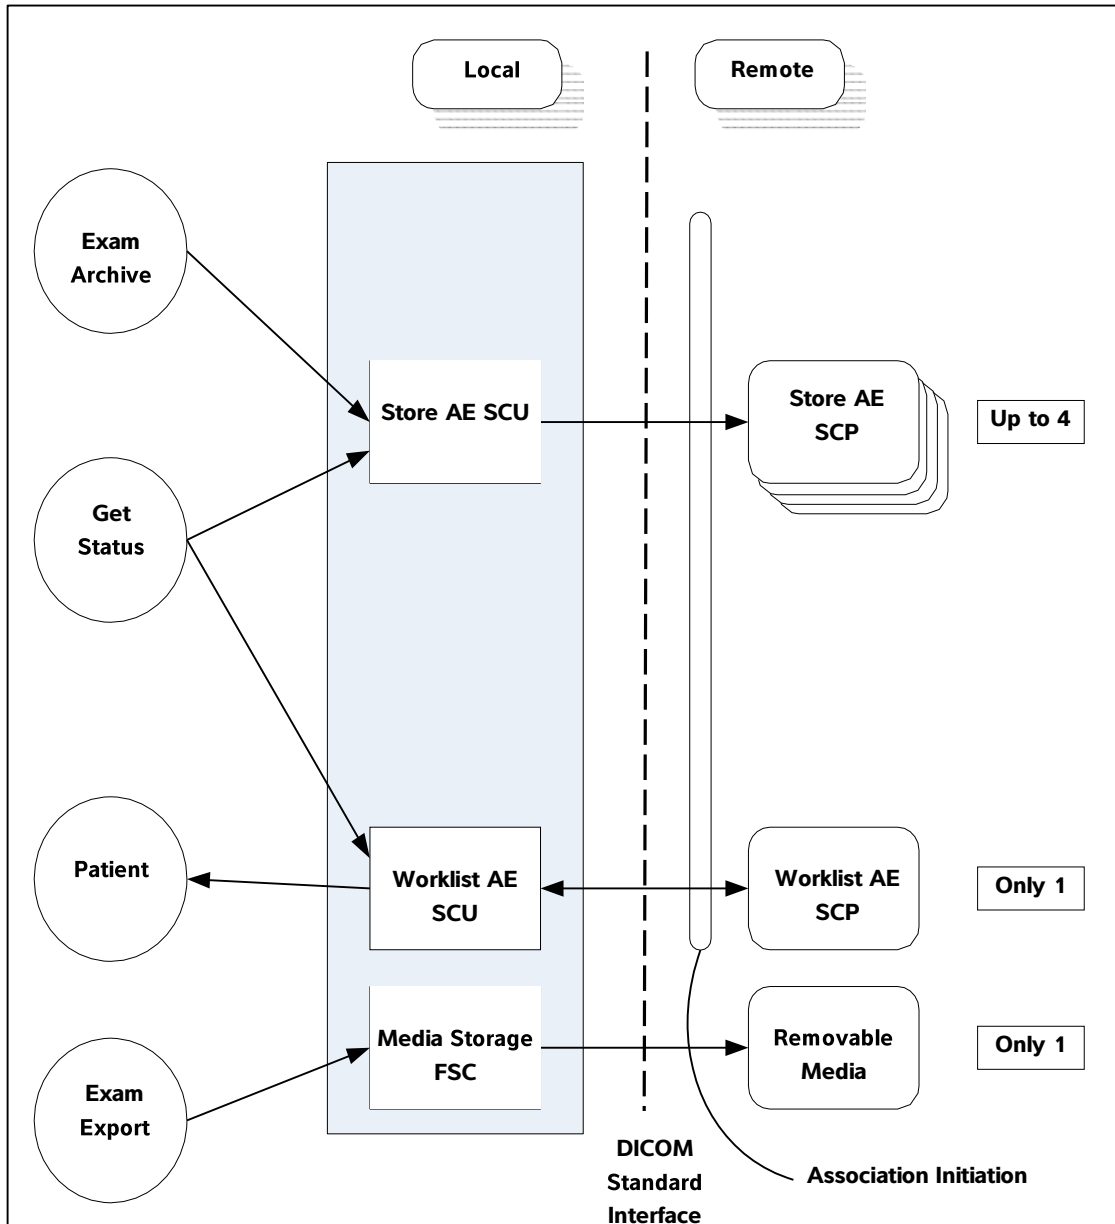 Local
Remote
Exam
Archive
Store AE SCU
Store AE
SCP
Up to 4
Get
Status
Patient
Worklist AE
SCU
Worklist AE
SCP
Only 1
Media Storage
FSC
Removable
Media
Only 1
Exam
Export
DICOM
Standard
Interface
Association Initiation